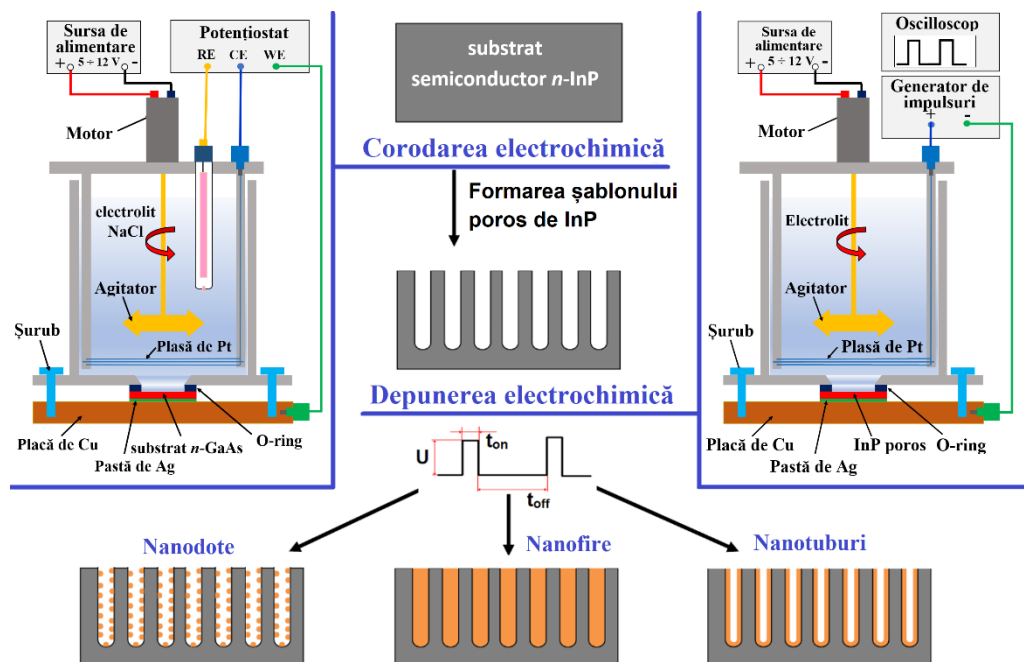 Sursa de
alimentare
+ 5 ÷ 12 V -
Potențiostat
RE CE WE
Motor
electrolit
NaCl
Agitator
Șurub
Plasă de Pt
Placă de Cu
substrat n-GaAs
O-ring
Pastă de Ag
substrat
semiconductor n-InP
Corodarea electrochimică
Formarea șablonului
poros de InP
Depunerea electrochimică
ton
U
toff
Nanodote
Nanofire
Nanotuburi
Sursa de
alimentare
+ 5 ÷ 12 V -
Osciloscop
Generator de
impulsuri
+ -
Motor
Electrolit
Agitator
Șurub
Plasă de Pt
Placă de Cu
InP poros
O-ring
Pastă de Ag